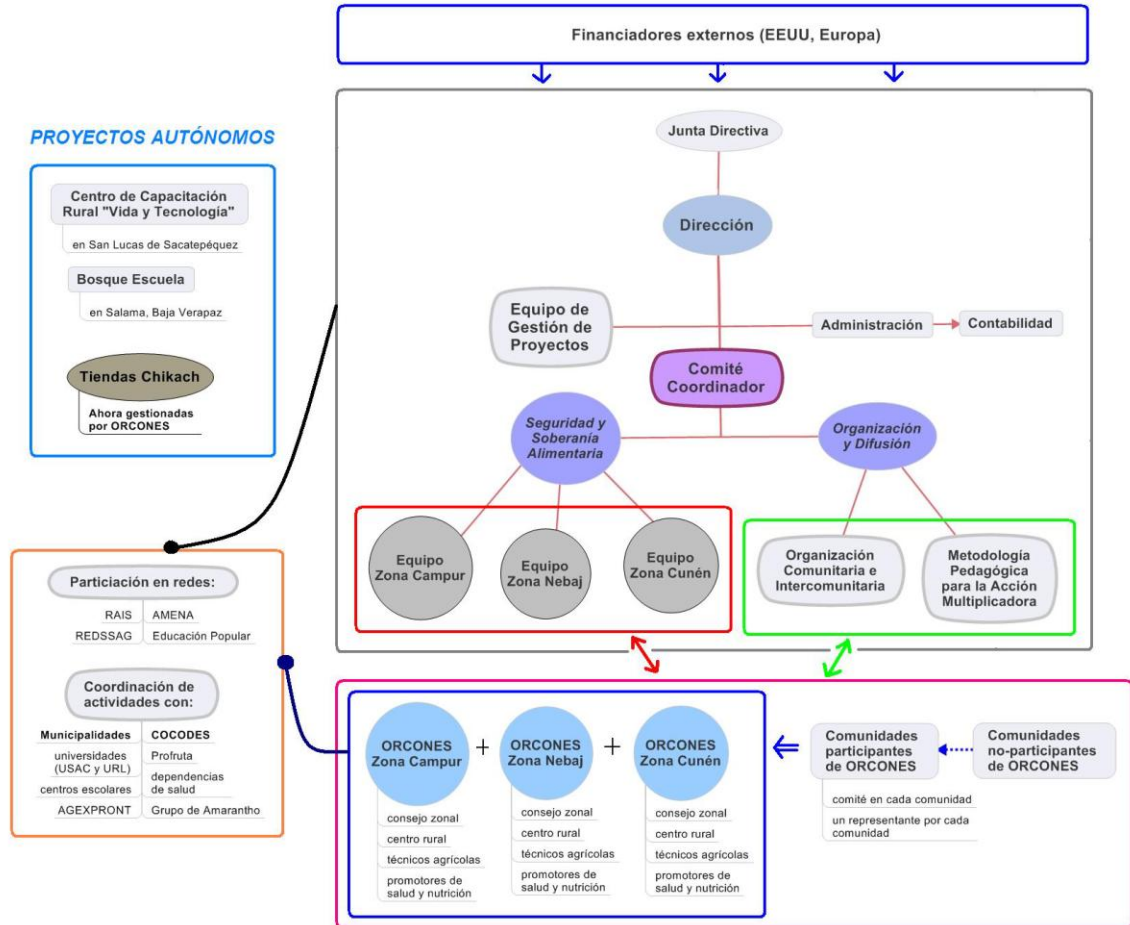 Financiadores externos (EEUU, Europa)
PROYECTOS AUTÓNOMOS
Centro de Capacitación
Rural "Vida y Tecnología"
en San Lucas de Sacatepéquez
Bosque Escuela
en Salama, Baja Verapaz
Tiendas Chikach
Ahora gestionadas
por ORCONES
Junta Directiva
Dirección
Equipo de
Gestión de
Proyectos
Administración
Contabilidad
Comité
Coordinador
Seguridad y
Soberanía
Alimentaría
Organización
y Difusión
Equipo
Zona Campur
Equipo
Zona Nebaj
Equipo
Zona Cunén
Organización
Comunitaria e
Intercomunitaria
Metodología
Pedagógica
para la Acción
Multiplicadora
Particiación en redes:
RAIS
AMENA
REDSSAG
Educación Popular
Coordinación de
actividades con:
Municipalidades
COCODES
universidades
(USAC y URL)
Profruta
centros escolares
dependencias
de salud
AGEXPRONT
Grupo de Amarantho
ORCONES
Zona Campur
+
ORCONES
Zona Nebaj
+
ORCONES
Zona Cunén
consejo zonal
centro rural
técnicos agrícolas
promotores de
salud y nutrición
consejo zonal
centro rural
técnicos agrícolas
promotores de
salud y nutrición
consejo zonal
centro rural
técnicos agrícolas
promotores de
salud y nutrición
Comunidades
participantes
de ORCONES
comité en cada comunidad
un representante por cada
comunidad
Comunidades
no-participantes
de ORCONES